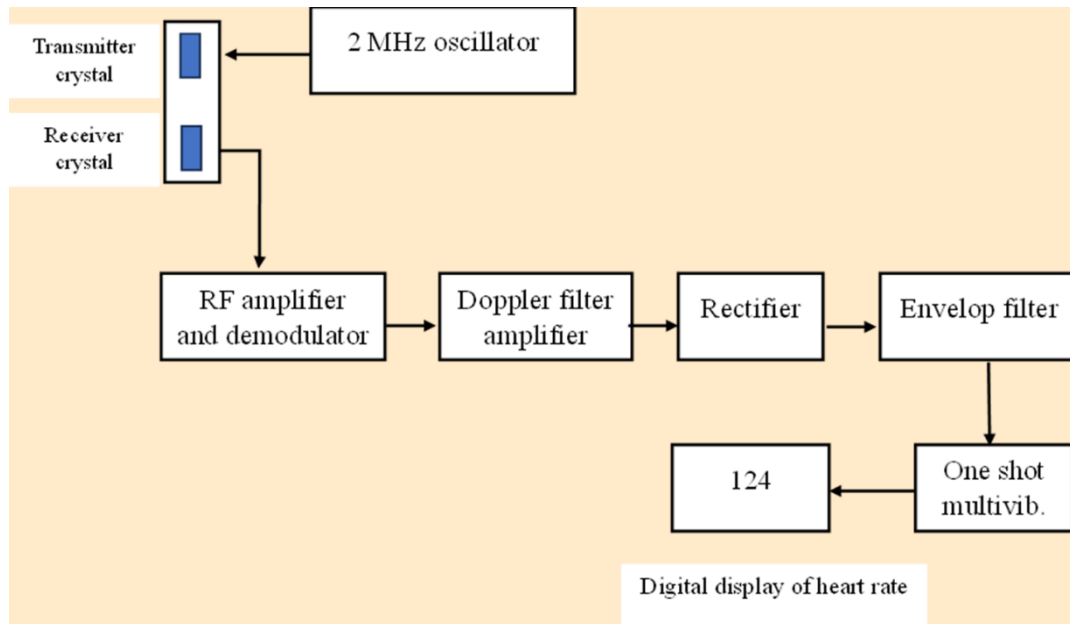 Transmitter
crystal
2 MHz oscillator
Receiver
crystal
RF amplifier
and demodulator
Doppler filter
amplifier
Rectifier
Envelop filter
124
One shot
multivib.
Digital display of heart rate